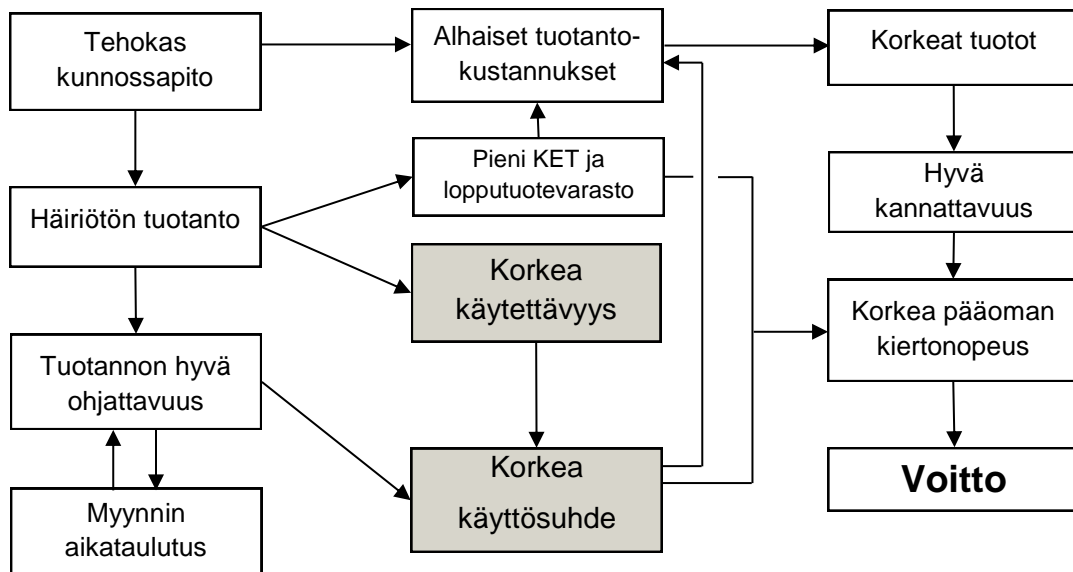 Tehokas
kunnossapito
Häiriötön tuotanto
Tuotannon hyvä
ohjattavuus
Myynnin
aikataulutus
Alhaiset tuotanto-
kustannukset
Pieni KET ja
lopputuotevarasto
Korkea
käytettävyys
Korkea
käyttösuhde
Korkeat tuotot
Hyvä
kannattavuus
Korkea pääoman
kiertonopeus
Voitto